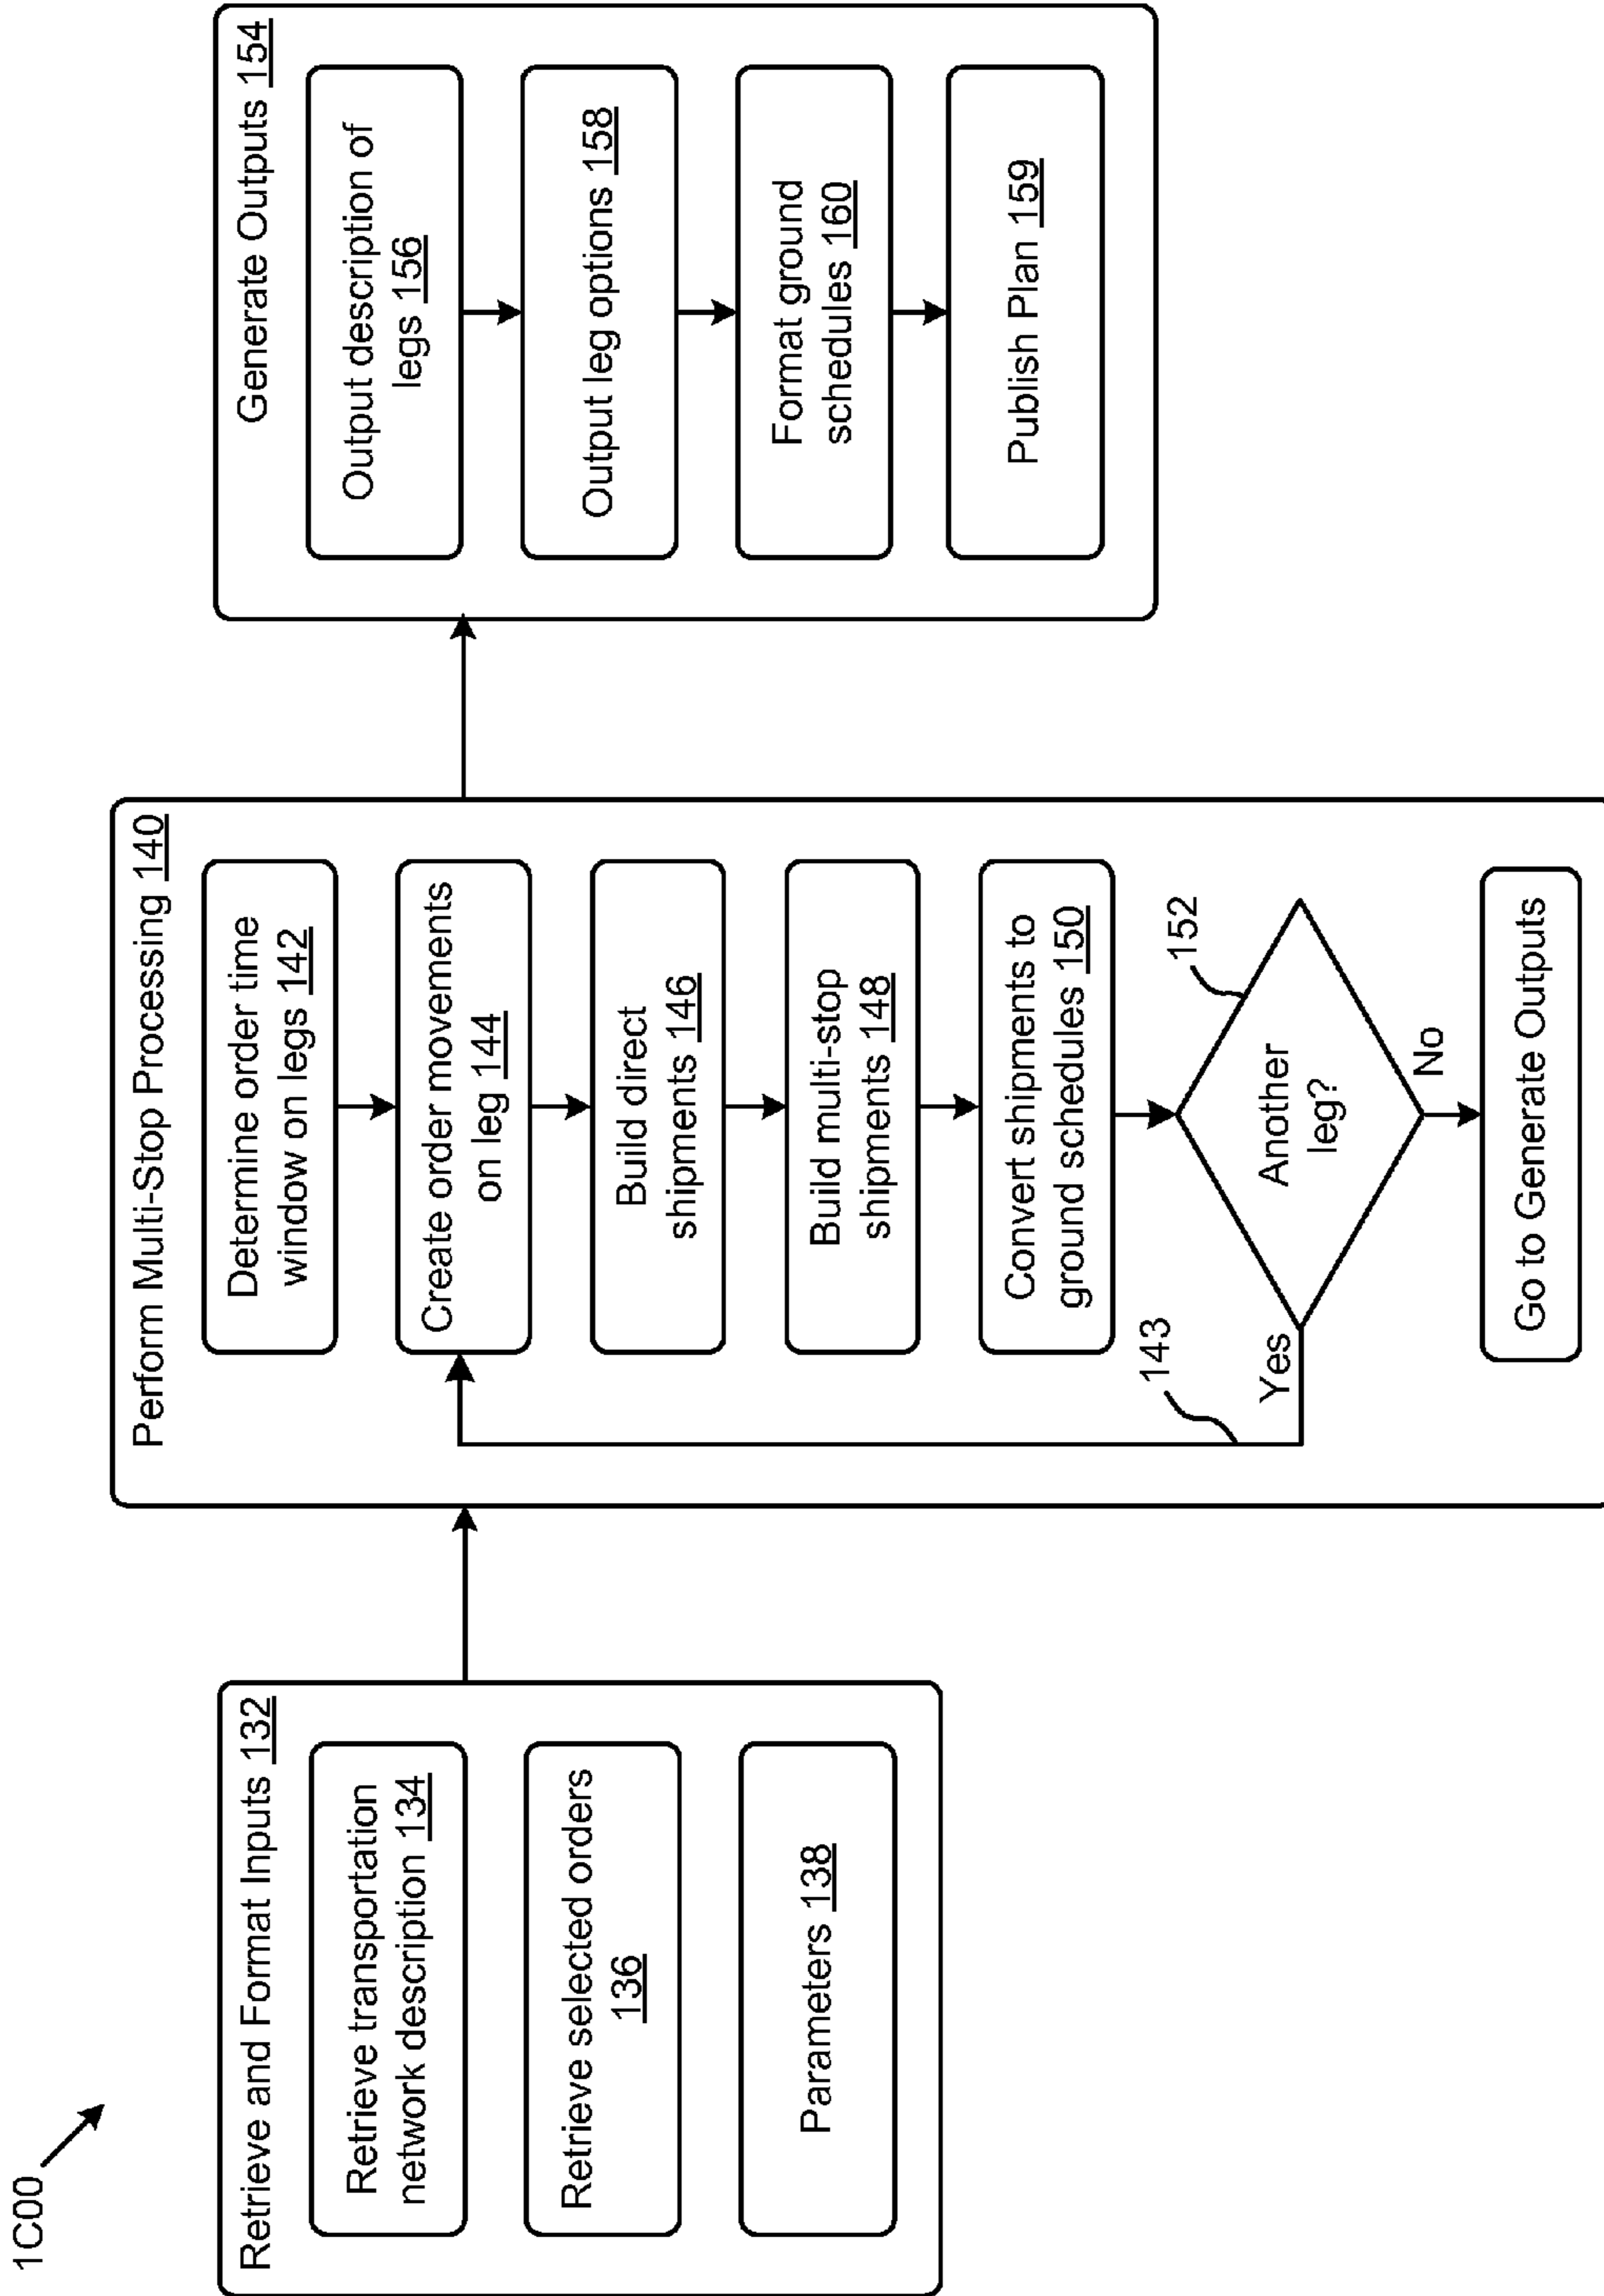 1C00
Retrieve and Format Inputs 132
Retrieve transportation
network description 134
Retrieve selected orders
136
Parameters 138
Perform Multi-Stop Processing 140
Determine order time
window on legs 142
Create order movements
on leg 144
Build direct
shipments 146
Build multi-stop
shipments 148
Convert shipments to
ground schedules 150
143
152
Another
leg?
Yes
No
Go to Generate Outputs
Generate Outputs 154
Output description of
legs 156
Output leg options 158
Format ground
schedules 160
Publish Plan 159